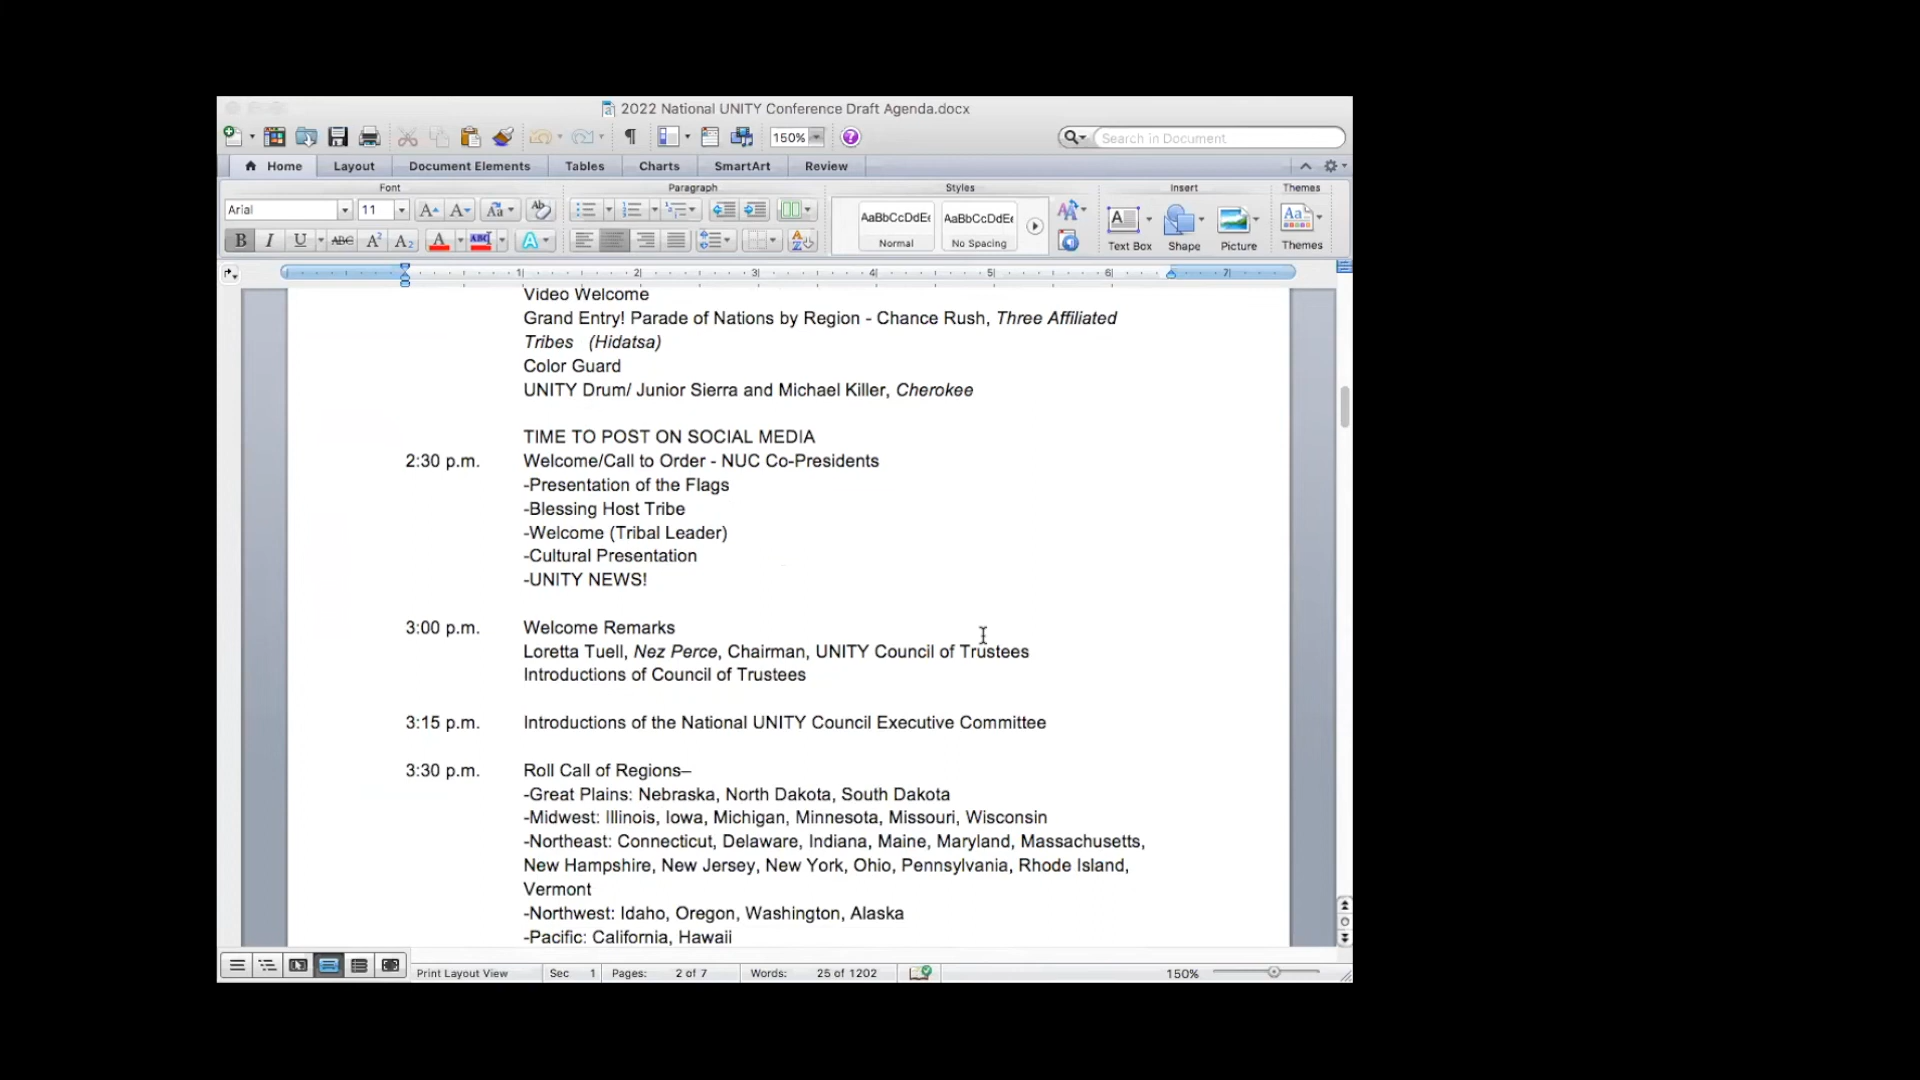 2022 National UNITY Conference Draft Agenda.docx
150%
Search in Document
Home Layout Document Elements Tables Charts SmartArt Review
Font Paragraph Styles Insert Themes
Arial 11
AaBbCcDdEe AaBbCcDdEe
Normal No Spacing
Text Box Shape Picture Themes
1 2 3 4 5 6 7
Video Welcome
Grand Entry! Parade of Nations by Region - Chance Rush, Three Affiliated
Tribes (Hidatsa)
Color Guard
UNITY Drum/ Junior Sierra and Michael Killer, Cherokee
TIME TO POST ON SOCIAL MEDIA
2:30 p.m. Welcome/Call to Order - NUC Co-Presidents
-Presentation of the Flags
-Blessing Host Tribe
-Welcome (Tribal Leader)
-Cultural Presentation
-UNITY NEWS!
3:00 p.m. Welcome Remarks
Loretta Tuell, Nez Perce, Chairman, UNITY Council of Trustees
Introductions of Council of Trustees
3:15 p.m. Introductions of the National UNITY Council Executive Committee
3:30 p.m. Roll Call of Regions–
-Great Plains: Nebraska, North Dakota, South Dakota
-Midwest: Illinois, Iowa, Michigan, Minnesota, Missouri, Wisconsin
-Northeast: Connecticut, Delaware, Indiana, Maine, Maryland, Massachusetts,
New Hampshire, New Jersey, New York, Ohio, Pennsylvania, Rhode Island,
Vermont
-Northwest: Idaho, Oregon, Washington, Alaska
-Pacific: California, Hawaii
Print Layout View Sec 1 Pages: 2 of 7 Words: 25 of 1202 150%